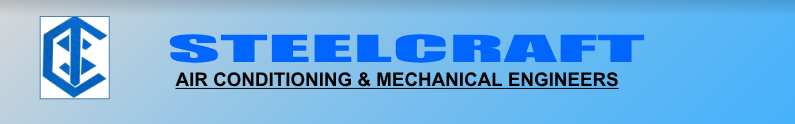 STEELCRAFT
AIR CONDITIONING & MECHANICAL ENGINEERS